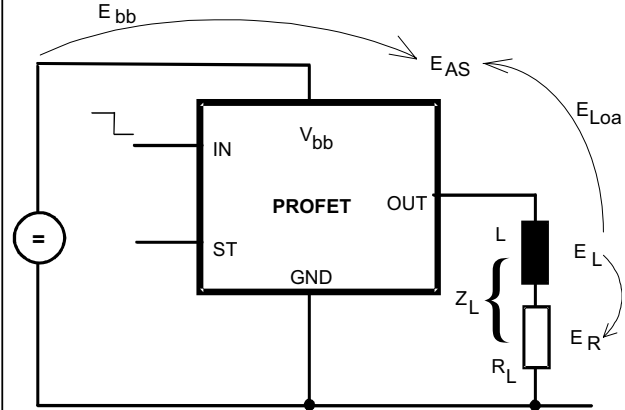 E bb
E AS
E Loa
V bb
IN
PROFET
OUT
=
ST
L
E L
GND
Z L {
E R
R L